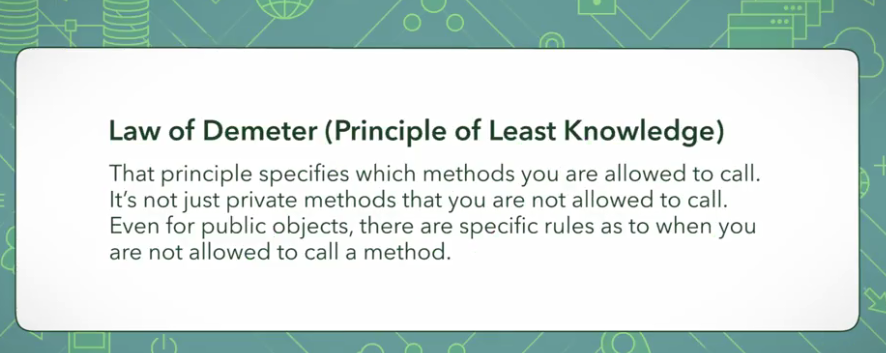 Law of Demeter (Principle of Least Knowledge)
That principle specifies which methods you are allowed to call.
It’s not just private methods that you are not allowed to call.
Even for public objects, there are specific rules as to when you
are not allowed to call a method.